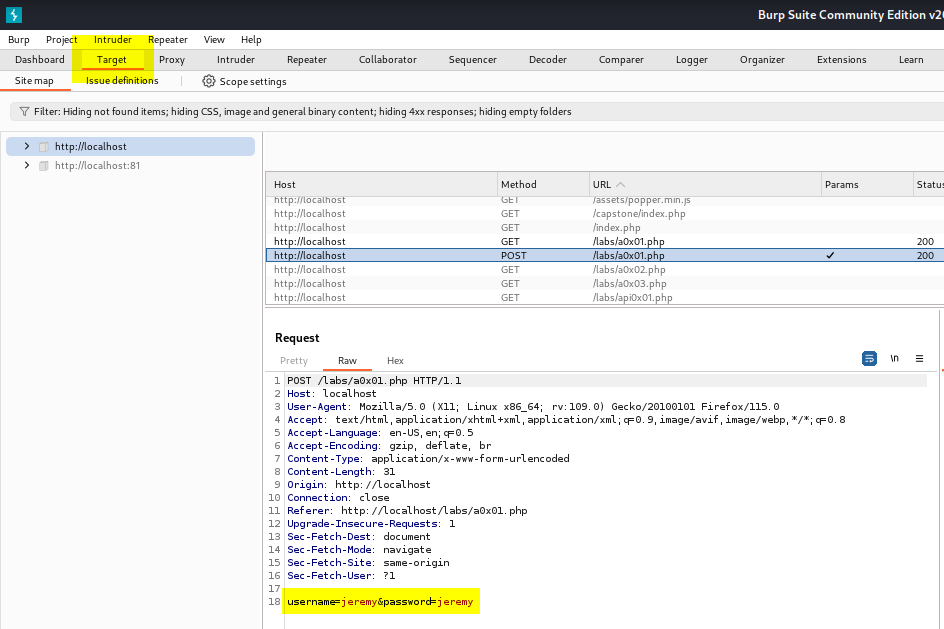 Burp Suite Community Edition v20
Burp Project Intruder Repeater View Help
Dashboard Target Proxy Intruder Repeater Collaborator Sequencer Decoder Comparer Logger Organizer Extensions Learn
Site map Issue definitions Scope settings
Filter: Hiding not found items; hiding CSS, image and general binary content; hiding 4xx responses; hiding empty folders
http://localhost
http://localhost:81
Host Method URL Params Status
http://localhost GET /assets/popper.min.js
http://localhost GET /capstone/index.php
http://localhost GET /index.php
http://localhost GET /labs/a0x01.php 200
http://localhost POST /labs/a0x01.php ✓ 200
http://localhost GET /labs/a0x02.php
http://localhost GET /labs/a0x03.php
http://localhost GET /labs/api0x01.php
Request
Pretty Raw Hex \n
1 POST /labs/a0x01.php HTTP/1.1
2 Host: localhost
3 User-Agent: Mozilla/5.0 (X11; Linux x86_64; rv:109.0) Gecko/20100101 Firefox/115.0
4 Accept: text/html,application/xhtml+xml,application/xml;q=0.9,image/avif,image/webp,*/*;q=0.8
5 Accept-Language: en-US,en;q=0.5
6 Accept-Encoding: gzip, deflate, br
7 Content-Type: application/x-www-form-urlencoded
8 Content-Length: 31
9 Origin: http://localhost
10 Connection: close
11 Referer: http://localhost/labs/a0x01.php
12 Upgrade-Insecure-Requests: 1
13 Sec-Fetch-Dest: document
14 Sec-Fetch-Mode: navigate
15 Sec-Fetch-Site: same-origin
16 Sec-Fetch-User: ?1
17
18 username=jeremy&password=jeremy